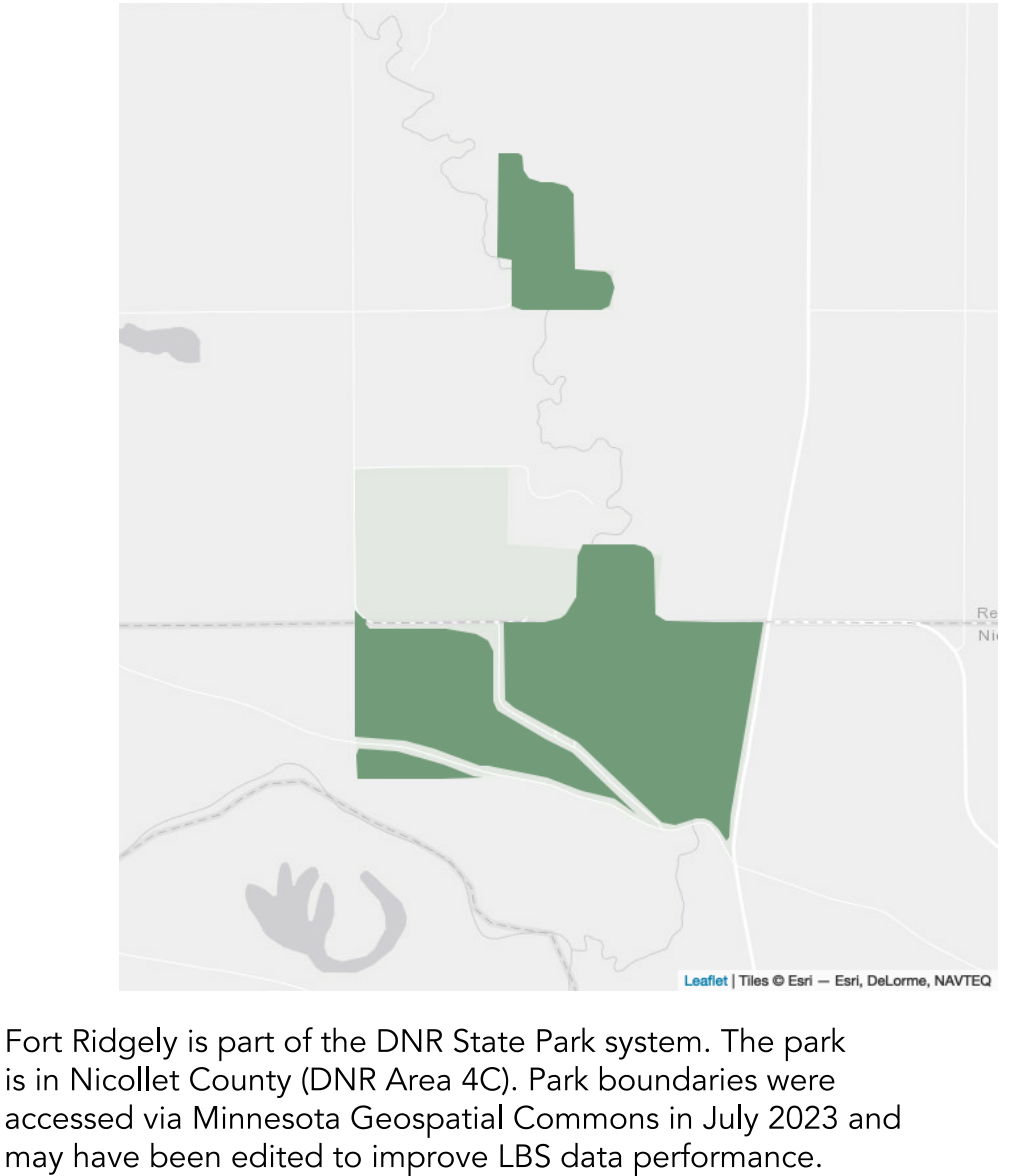 Re
Ni
Leaflet | Tiles © Esri — Esri, DeLorme, NAVTEQ
Fort Ridgely is part of the DNR State Park system. The park
is in Nicollet County (DNR Area 4C). Park boundaries were
accessed via Minnesota Geospatial Commons in July 2023 and
may have been edited to improve LBS data performance.